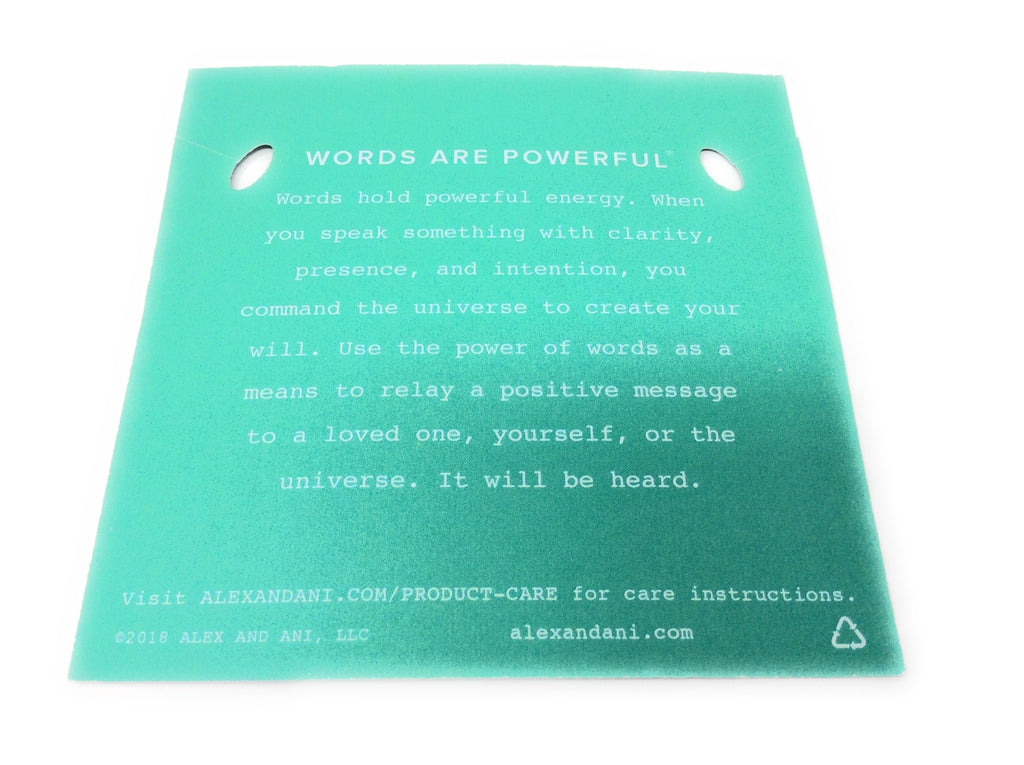 WORDS ARE POWERFUL
Words hold powerful energy. When
you speak something with clarity,
presence, and intention, you
command the universe to create your
will. Use the power of words as a
means to relay a positive message
to a loved one, yourself, or the
universe. It will be heard.
Visit ALEXANDANI.COM/PRODUCT-CARE for care instructions.
©2018 ALEX AND ANI, LLC alexandani.com